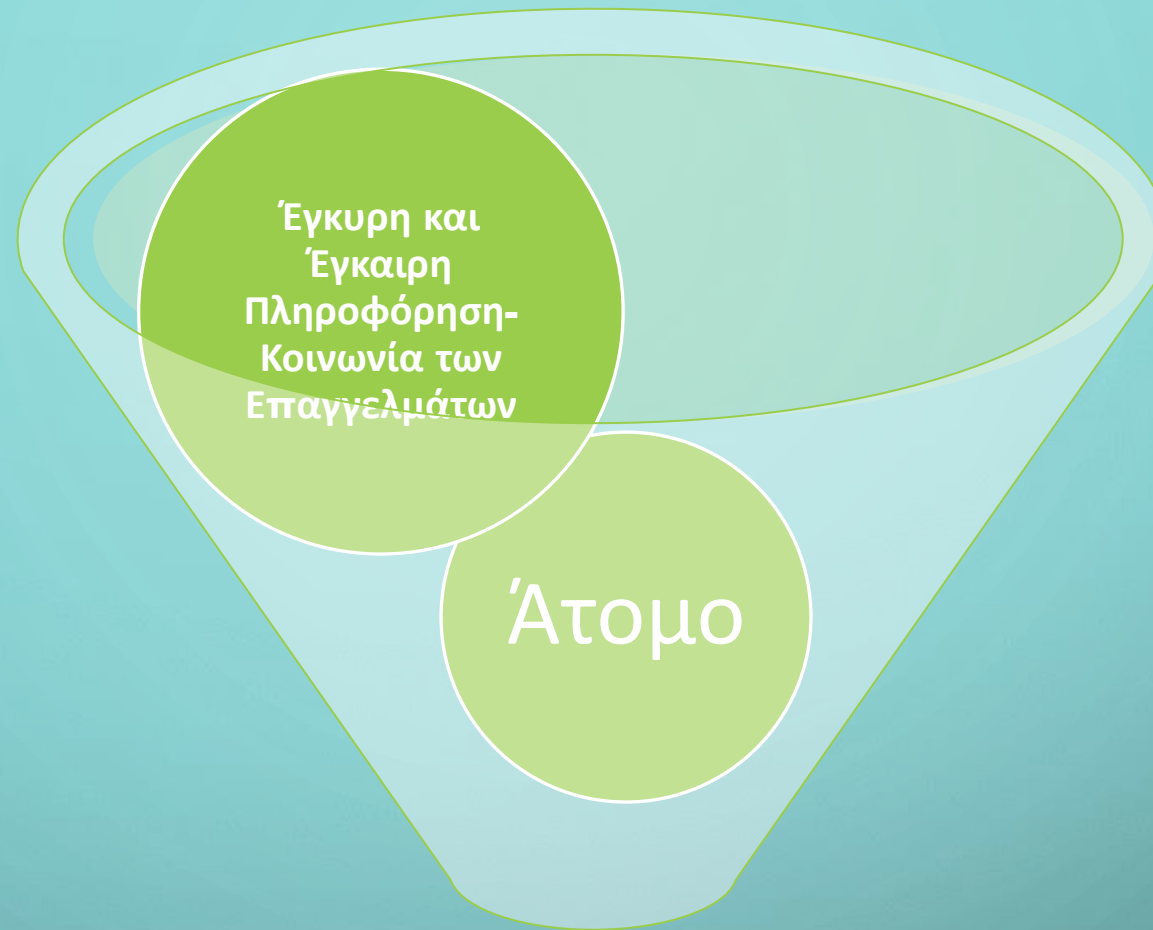 Έγκυρη και
Έγκαιρη
Πληροφόρηση-
Κοινωνία των
Επαγγελμάτων
Άτομο